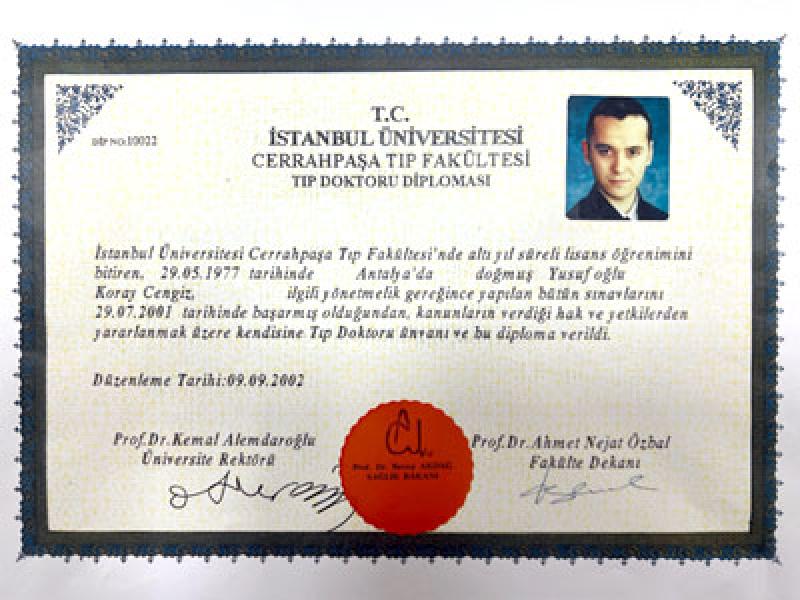 T.C.
İSTANBUL ÜNİVERSİTESİ
DİP NO:10022
CERRAHPAŞA TIP FAKÜLTESİ
TIP DOKTORU DİPLOMASI
İstanbul Üniversitesi Cerrahpaşa Tıp Fakültesi'nde altı yıl süreli lisans öğrenimini
bitiren, 29.05.1977 tarihinde Antalya'da doğmuş Yusuf oğlu
Koray Cengiz, ilgili yönetmelik gereğince yapılan bütün sınavlarını
29.07.2001 tarihinde başarmış olduğundan, kanunların verdiği hak ve yetkilerden
yararlanmak üzere kendisine Tıp Doktoru ünvanı ve bu diploma verildi.
Düzenleme Tarihi:09.09.2002
Prof.Dr.Kemal Alemdaroğlu
Üniversite Rektörü
Prof. Dr. Recep AKDAĞ
SAĞLIK BAKANI
Prof.Dr.Ahmet Nejat Özbal
Fakülte Dekanı